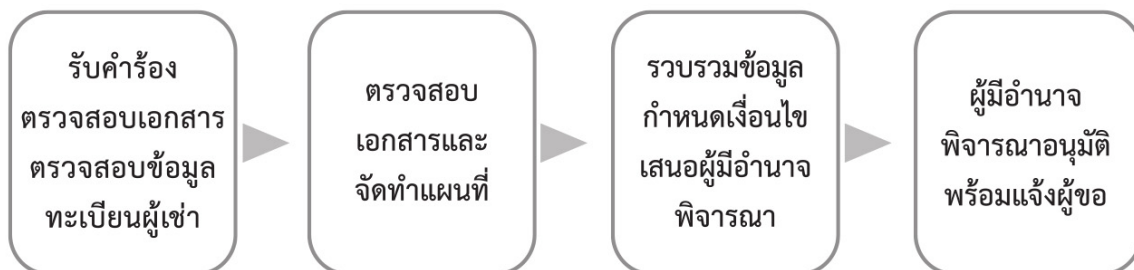 รับคำร้อง
ตรวจสอบเอกสาร
ตรวจสอบข้อมูล
ทะเบียนผู้เช่า
ตรวจสอบ
เอกสารและ
จัดทำแผนที่
รวบรวมข้อมูล
กำหนดเงื่อนไข
เสนอผู้มีอำนาจ
พิจารณา
ผู้มีอำนาจ
พิจารณาอนุมัติ
พร้อมแจ้งผู้ขอ